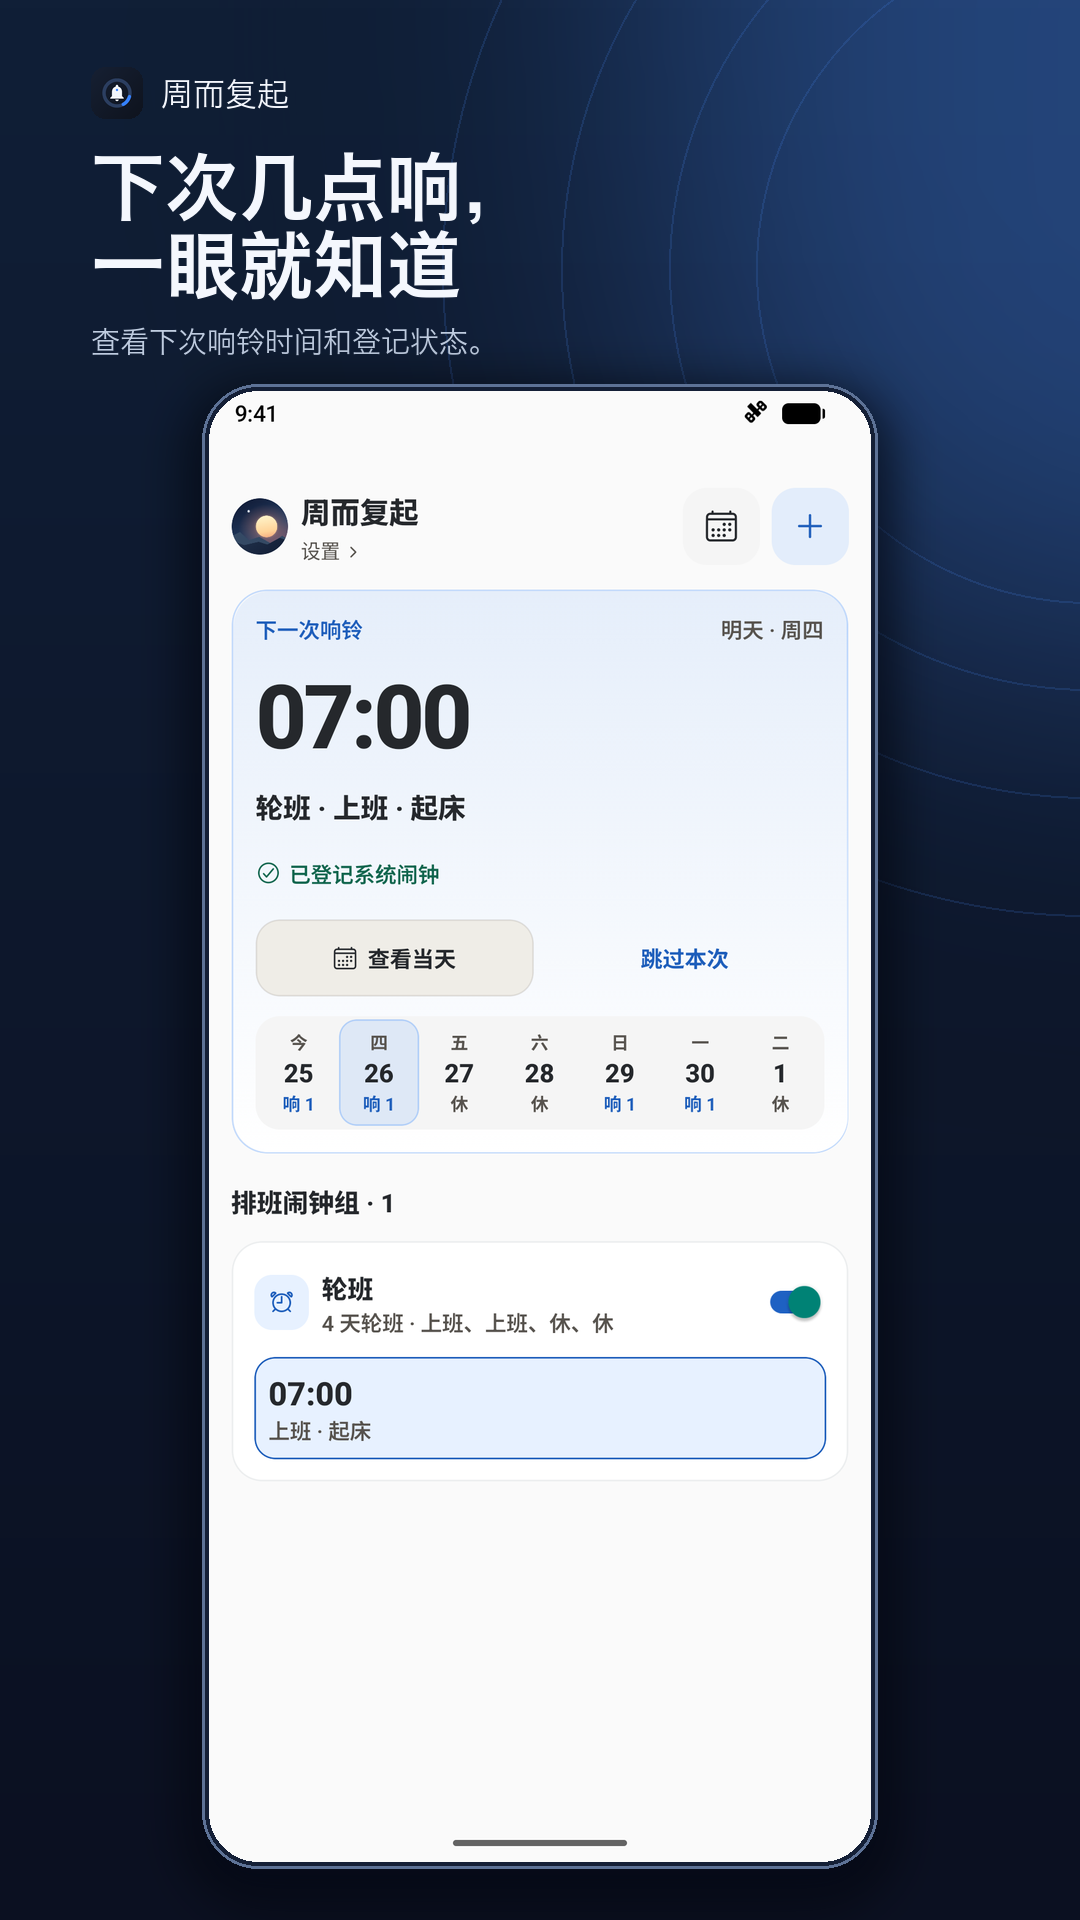 周而复起
下次几点响,
一眼就知道
查看下次响铃时间和登记状态。
9:41
周而复起
设置 >
下一次响铃 明天 · 周四
07:00
轮班 · 上班 · 起床
已登记系统闹钟
查看当天 跳过本次
今 四 五 六 日 一 二
25 26 27 28 29 30 1
响 1 响 1 休 休 响 1 响 1 休
排班闹钟组 · 1
轮班
4 天轮班 · 上班、上班、休、休
07:00
上班 · 起床